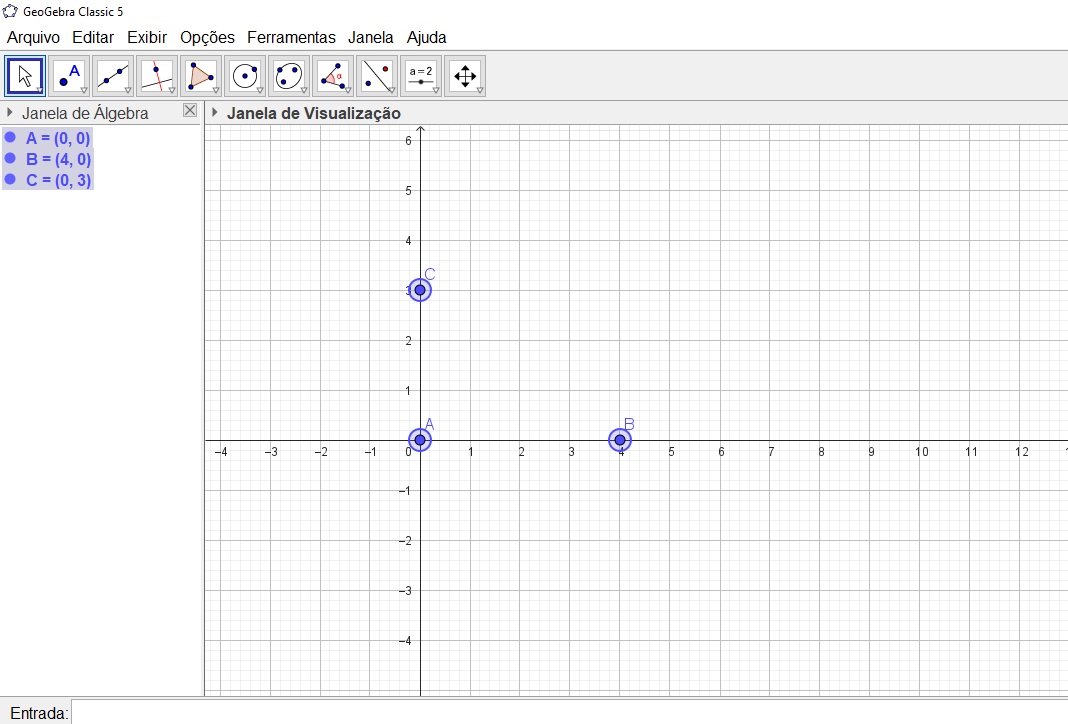 GeoGebra Classic 5
Arquivo Editar Exibir Opções Ferramentas Janela Ajuda
A
α
a=2
Janela de Álgebra
Janela de Visualização
A = (0, 0)
B = (4, 0)
C = (0, 3)
6
5
4
C
3
2
1
A
B
−4 −3 −2 −1 0 1 2 3 4 5 6 7 8 9 10 11 12
−1
−2
−3
−4
Entrada: